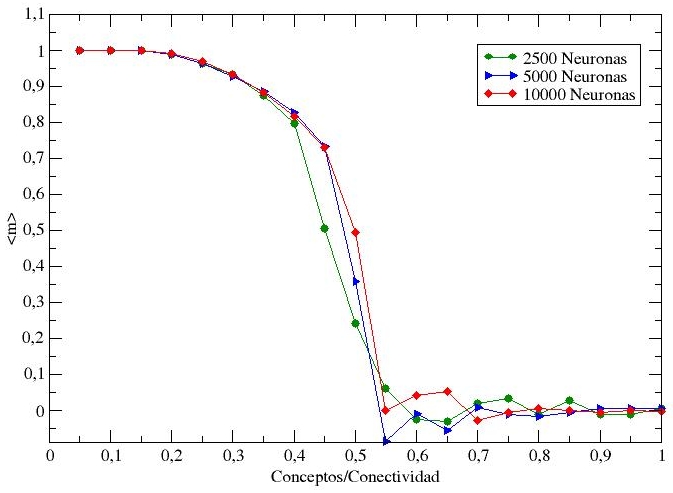 1,1
1
0,9
0,8
0,7
0,6
0,5
0,4
0,3
0,2
0,1
0
<m>
2500 Neuronas
5000 Neuronas
10000 Neuronas
0 0,1 0,2 0,3 0,4 0,5 0,6 0,7 0,8 0,9 1
Conceptos/Conectividad